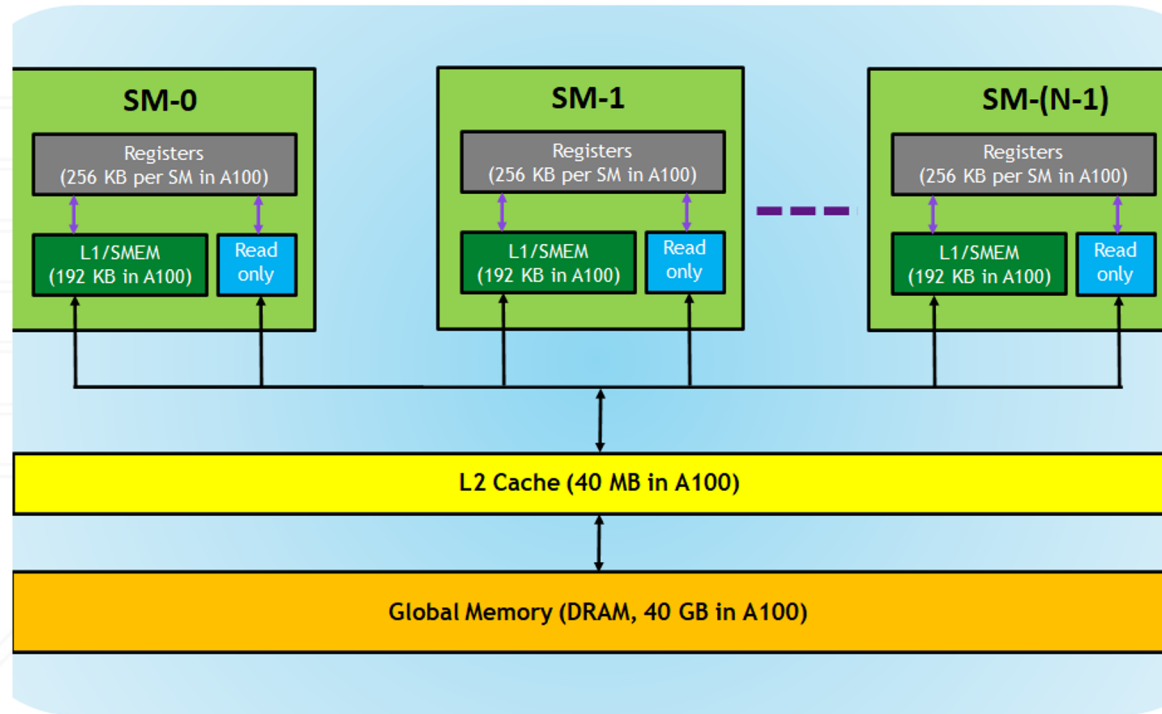 SM-0
Registers
(256 KB per SM in A100)
L1/SMEM
(192 KB in A100)
Read
only
SM-1
Registers
(256 KB per SM in A100)
L1/SMEM
(192 KB in A100)
Read
only
SM-(N-1)
Registers
(256 KB per SM in A100)
L1/SMEM
(192 KB in A100)
Read
only
L2 Cache (40 MB in A100)
Global Memory (DRAM, 40 GB in A100)